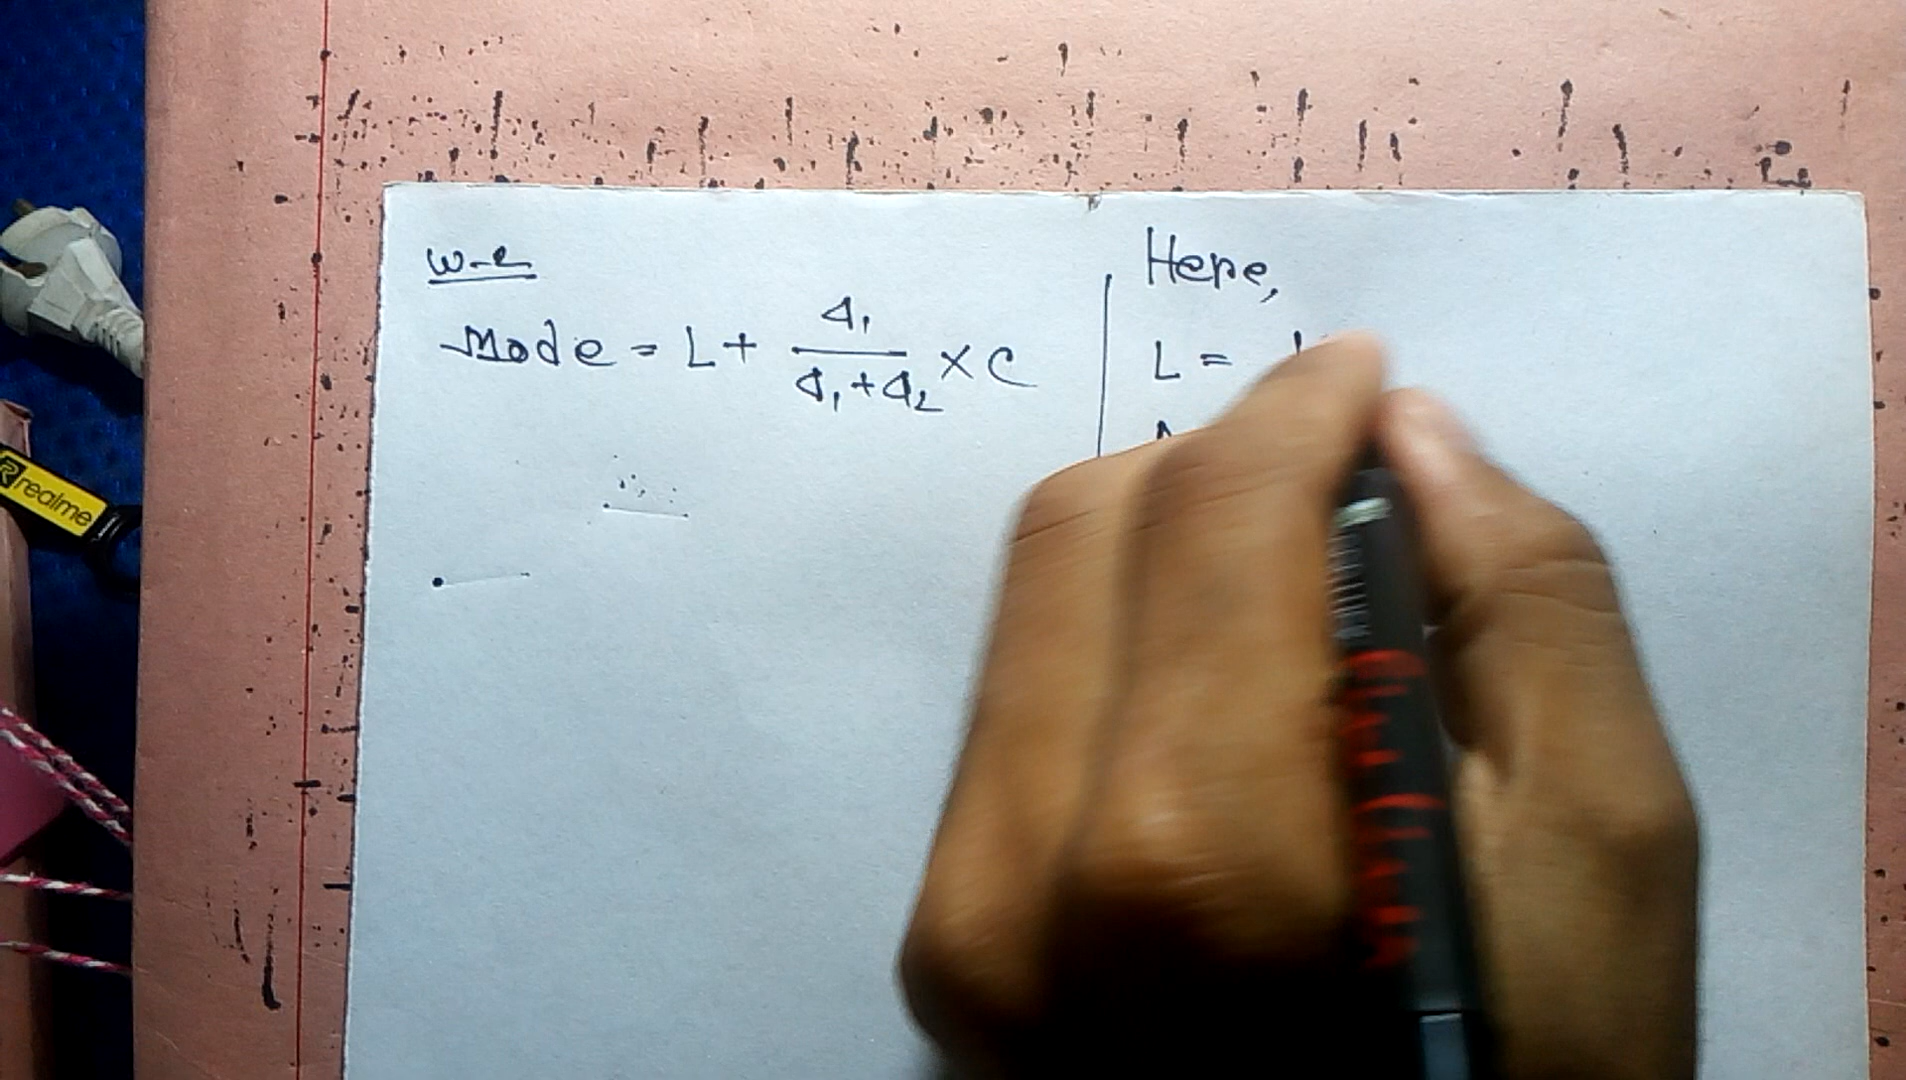 w-e
Here,
Mode = L + Δ₁ / Δ₁+Δ₂ × C
L =
realme